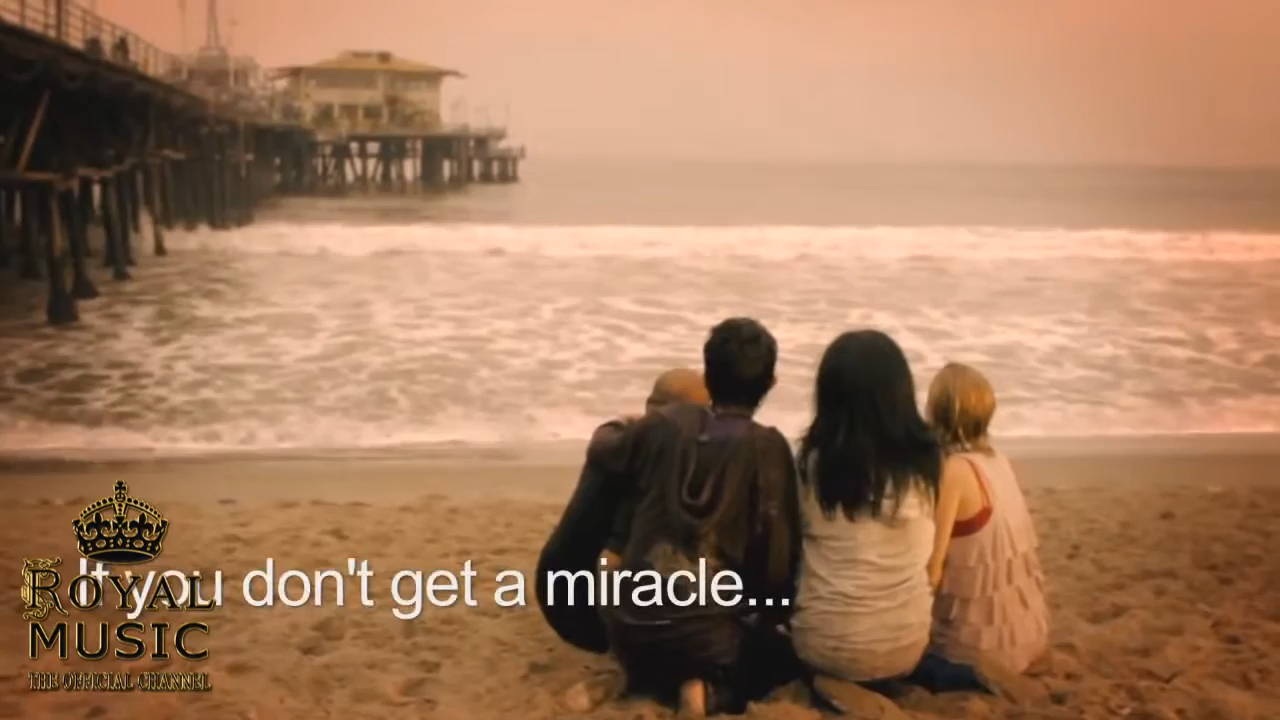 If you don't get a miracle...
ROYAL
MUSIC
THE OFFICIAL CHANNEL